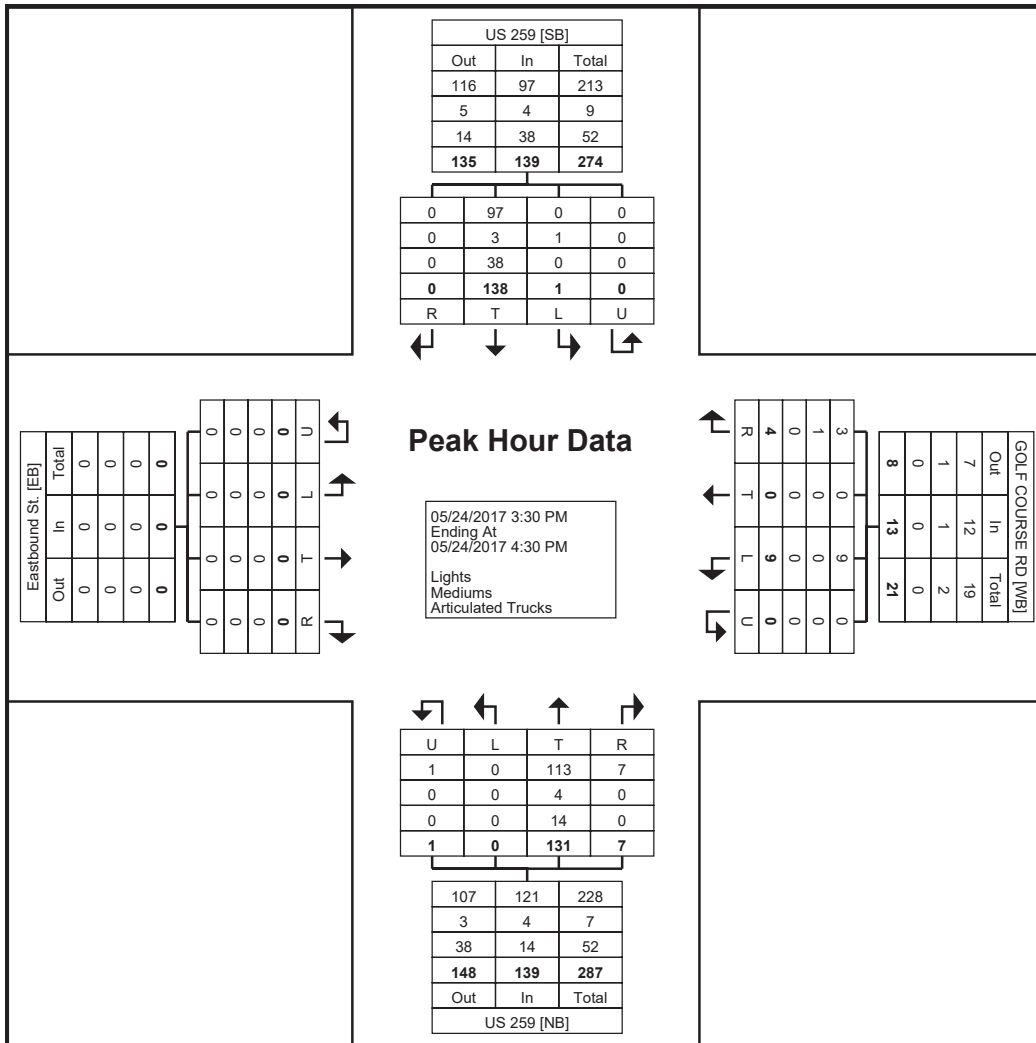 US 259 [SB]
Out In Total
116 97 213
5 4 9
14 38 52
135 139 274
0 97 0 0
0 3 1 0
0 38 0 0
0 138 1 0
R T L U
Eastbound St. [EB]
Total In Out
0 0 0
0 0 0
0 0 0
0 0 0
0 0 0 0
0 0 0 0
0 0 0 0
0 0 0 0
U L T R
Peak Hour Data
05/24/2017 3:30 PM
Ending At
05/24/2017 4:30 PM
Lights
Mediums
Articulated Trucks
GOLF COURSE RD [WB]
Out In Total
7 12 19
1 1 2
0 0 0
8 13 21
3 0 9 0
1 0 0 0
0 0 0 0
4 0 9 0
R T L U
U L T R
1 0 113 7
0 0 4 0
0 0 14 0
1 0 131 7
107 121 228
3 4 7
38 14 52
148 139 287
Out In Total
US 259 [NB]